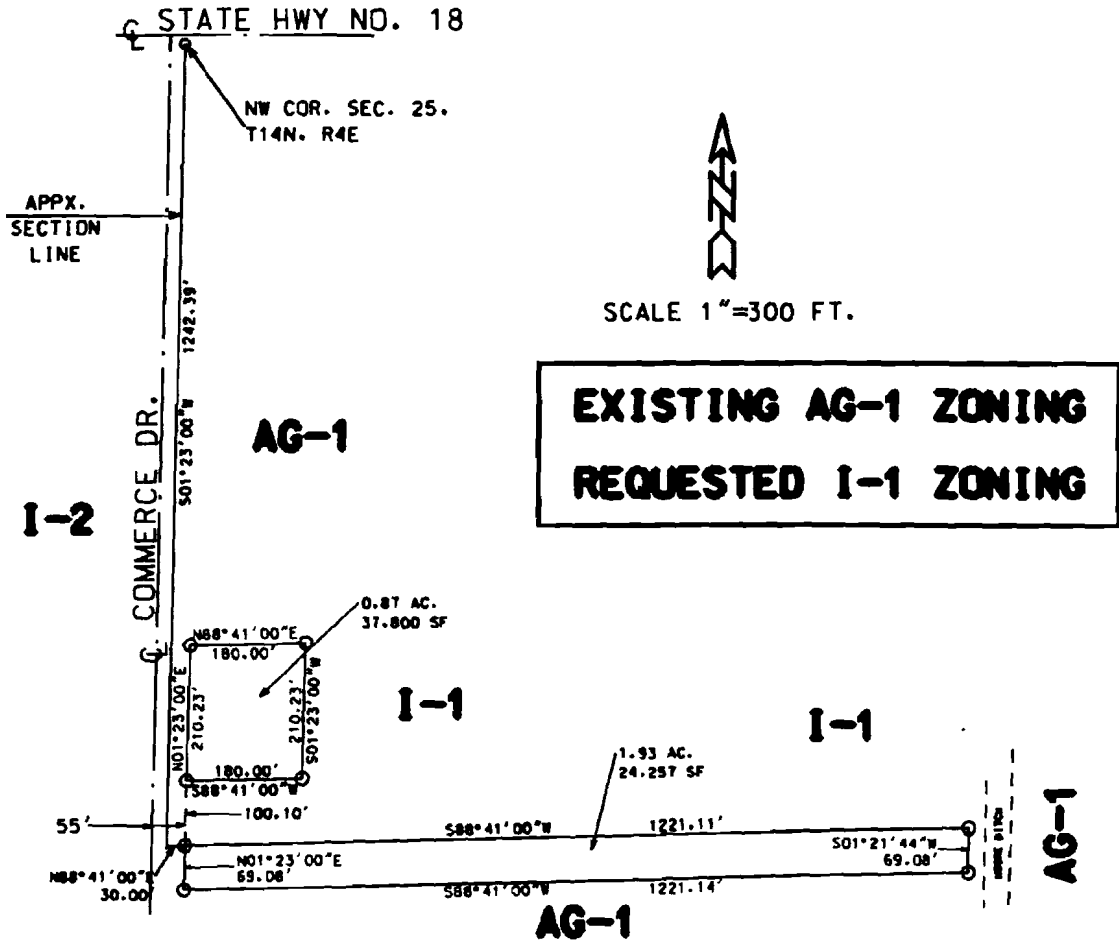 ℄ STATE HWY NO. 18
NW COR. SEC. 25.
T14N. R4E
APPX.
SECTION
LINE
SCALE 1"=300 FT.
1242.39'
S01°23'00"W
COMMERCE DR.
℄
EXISTING AG-1 ZONING
REQUESTED I-1 ZONING
AG-1
I-2
0.87 AC.
37.800 SF
N88°41'00"E
180.00'
N01°23'00"E
210.23'
210.23'
S01°23'00"W
180.00'
S88°41'00"W
I-1
I-1
1.93 AC.
24.257 SF
100.10'
55'
S88°41'00"W 1221.11'
S01°21'44"W
69.08'
N01°23'00"E
69.08'
N88°41'00"E
30.00
S88°41'00"W 1221.14'
DITCH
AG-1
AG-1